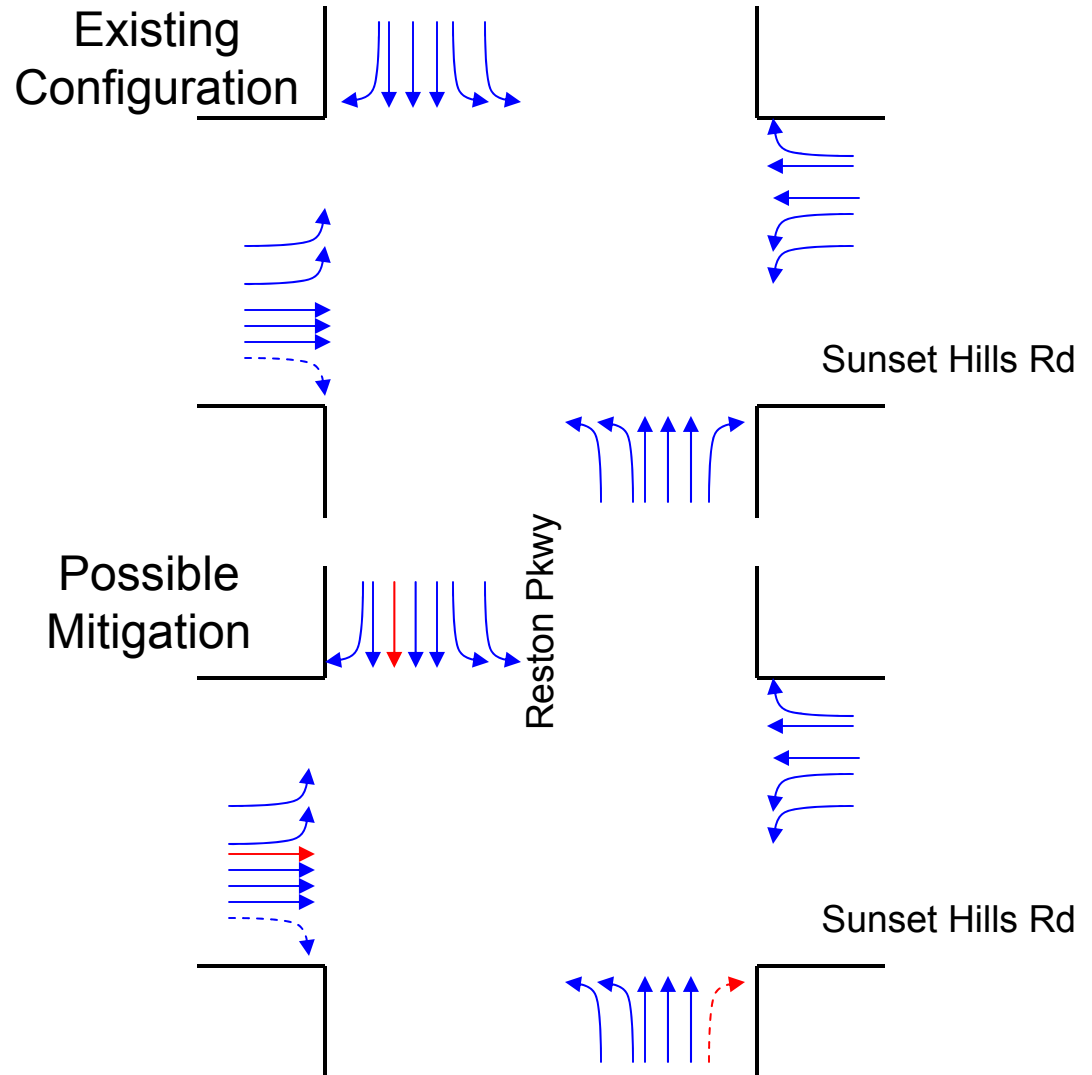 Existing
Configuration
Sunset Hills Rd
Reston Pkwy
Possible
Mitigation
Sunset Hills Rd